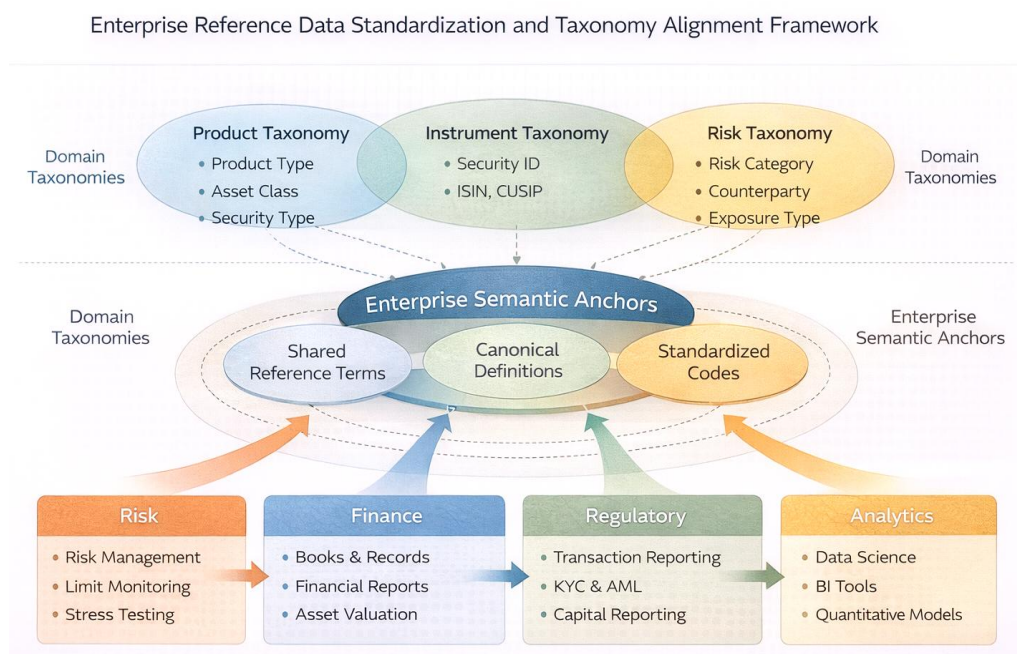 Enterprise Reference Data Standardization and Taxonomy Alignment Framework
Domain
Taxonomies
Product Taxonomy
• Product Type
• Asset Class
• Security Type
Instrument Taxonomy
• Security ID
• ISIN, CUSIP
Risk Taxonomy
• Risk Category
• Counterparty
• Exposure Type
Domain
Taxonomies
Domain
Taxonomies
Enterprise Semantic Anchors
Enterprise
Semantic Anchors
Shared
Reference Terms
Canonical
Definitions
Standardized
Codes
Risk
• Risk Management
• Limit Monitoring
• Stress Testing
Finance
• Books & Records
• Financial Reports
• Asset Valuation
Regulatory
• Transaction Reporting
• KYC & AML
• Capital Reporting
Analytics
• Data Science
• BI Tools
• Quantitative Models